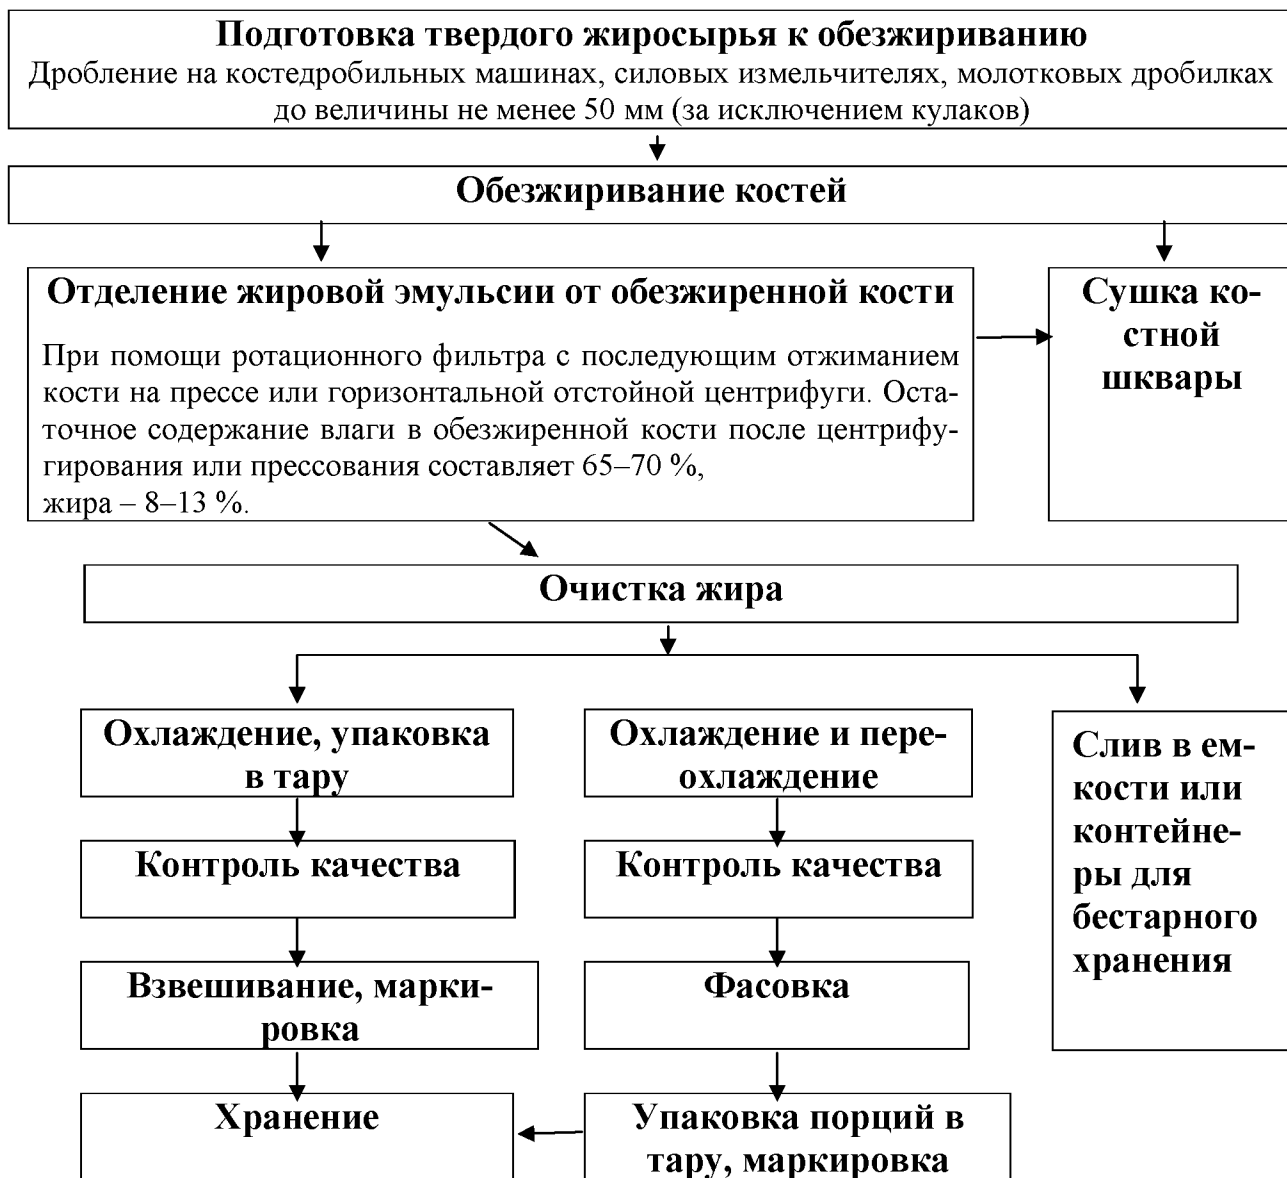 Подготовка твердого жиросырья к обезжириванию
Дробление на костедробильных машинах, силовых измельчителях, молотковых дробилках
до величины не менее 50 мм (за исключением кулаков)
Обезжиривание костей
Отделение жировой эмульсии от обезжиренной кости
При помощи ротационного фильтра с последующим отжиманием
кости на прессе или горизонтальной отстойной центрифуги. Оста-
точное содержание влаги в обезжиренной кости после центрифу-
гирования или прессования составляет 65–70 %,
жира – 8–13 %.
Сушка ко-
стной
шквары
Очистка жира
Охлаждение, упаковка
в тару
Контроль качества
Взвешивание, марки-
ровка
Хранение
Охлаждение и пере-
охлаждение
Контроль качества
Фасовка
Упаковка порций в
тару, маркировка
Слив в ем-
кости или
контейне-
ры для
бестарного
хранения